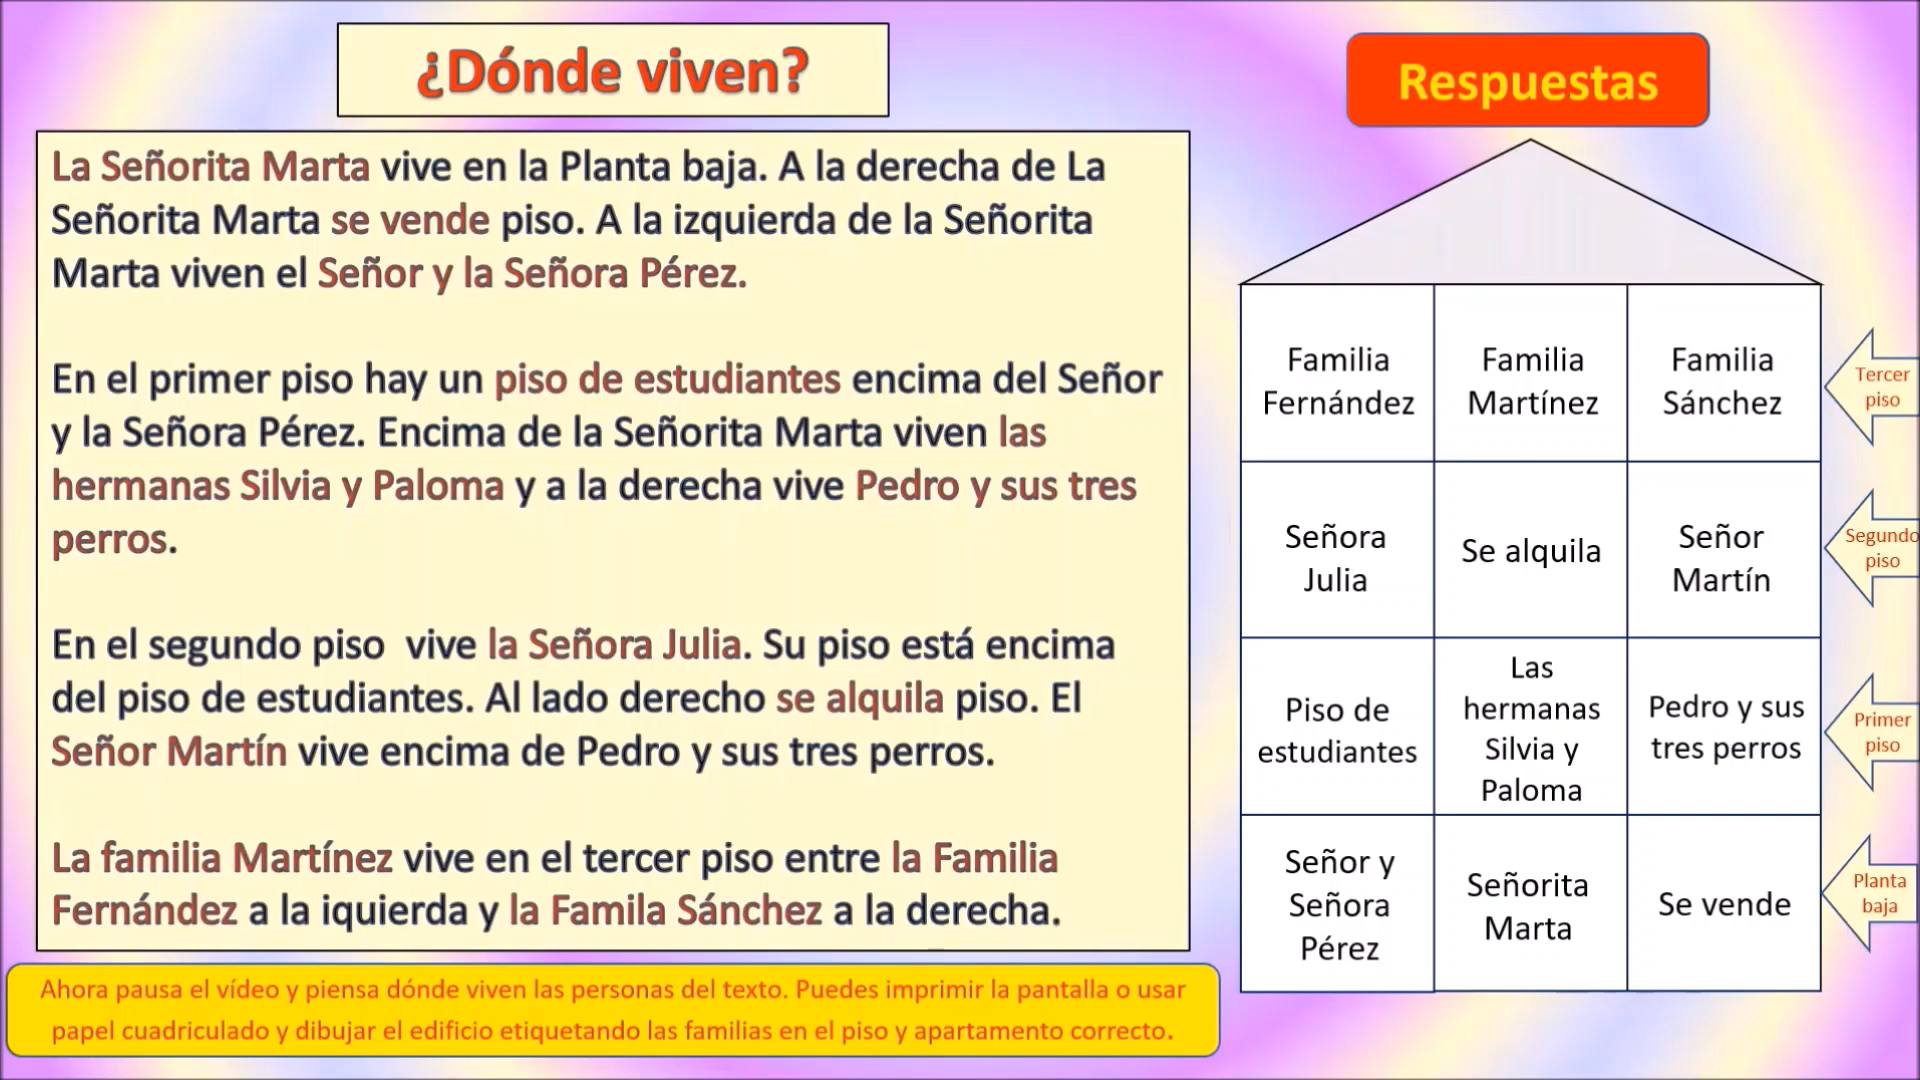 ¿Dónde viven?
La Señorita Marta vive en la Planta baja. A la derecha de La
Señorita Marta se vende piso. A la izquierda de la Señorita
Marta viven el Señor y la Señora Pérez.
En el primer piso hay un piso de estudiantes encima del Señor
y la Señora Pérez. Encima de la Señorita Marta viven las
hermanas Silvia y Paloma y a la derecha vive Pedro y sus tres
perros.
En el segundo piso  vive la Señora Julia. Su piso está encima
del piso de estudiantes. Al lado derecho se alquila piso. El
Señor Martín vive encima de Pedro y sus tres perros.
La familia Martínez vive en el tercer piso entre la Familia
Fernández a la iquierda y la Famila Sánchez a la derecha.
Ahora pausa el vídeo y piensa dónde viven las personas del texto. Puedes imprimir la pantalla o usar
papel cuadriculado y dibujar el edificio etiquetando las familias en el piso y apartamento correcto.
Respuestas
Familia
Fernández
Familia
Martínez
Familia
Sánchez
Tercer
piso
Señora
Julia
Se alquila
Señor
Martín
Segundo
piso
Piso de
estudiantes
Las
hermanas
Silvia y
Paloma
Pedro y sus
tres perros
Primer
piso
Señor y
Señora
Pérez
Señorita
Marta
Se vende
Planta
baja